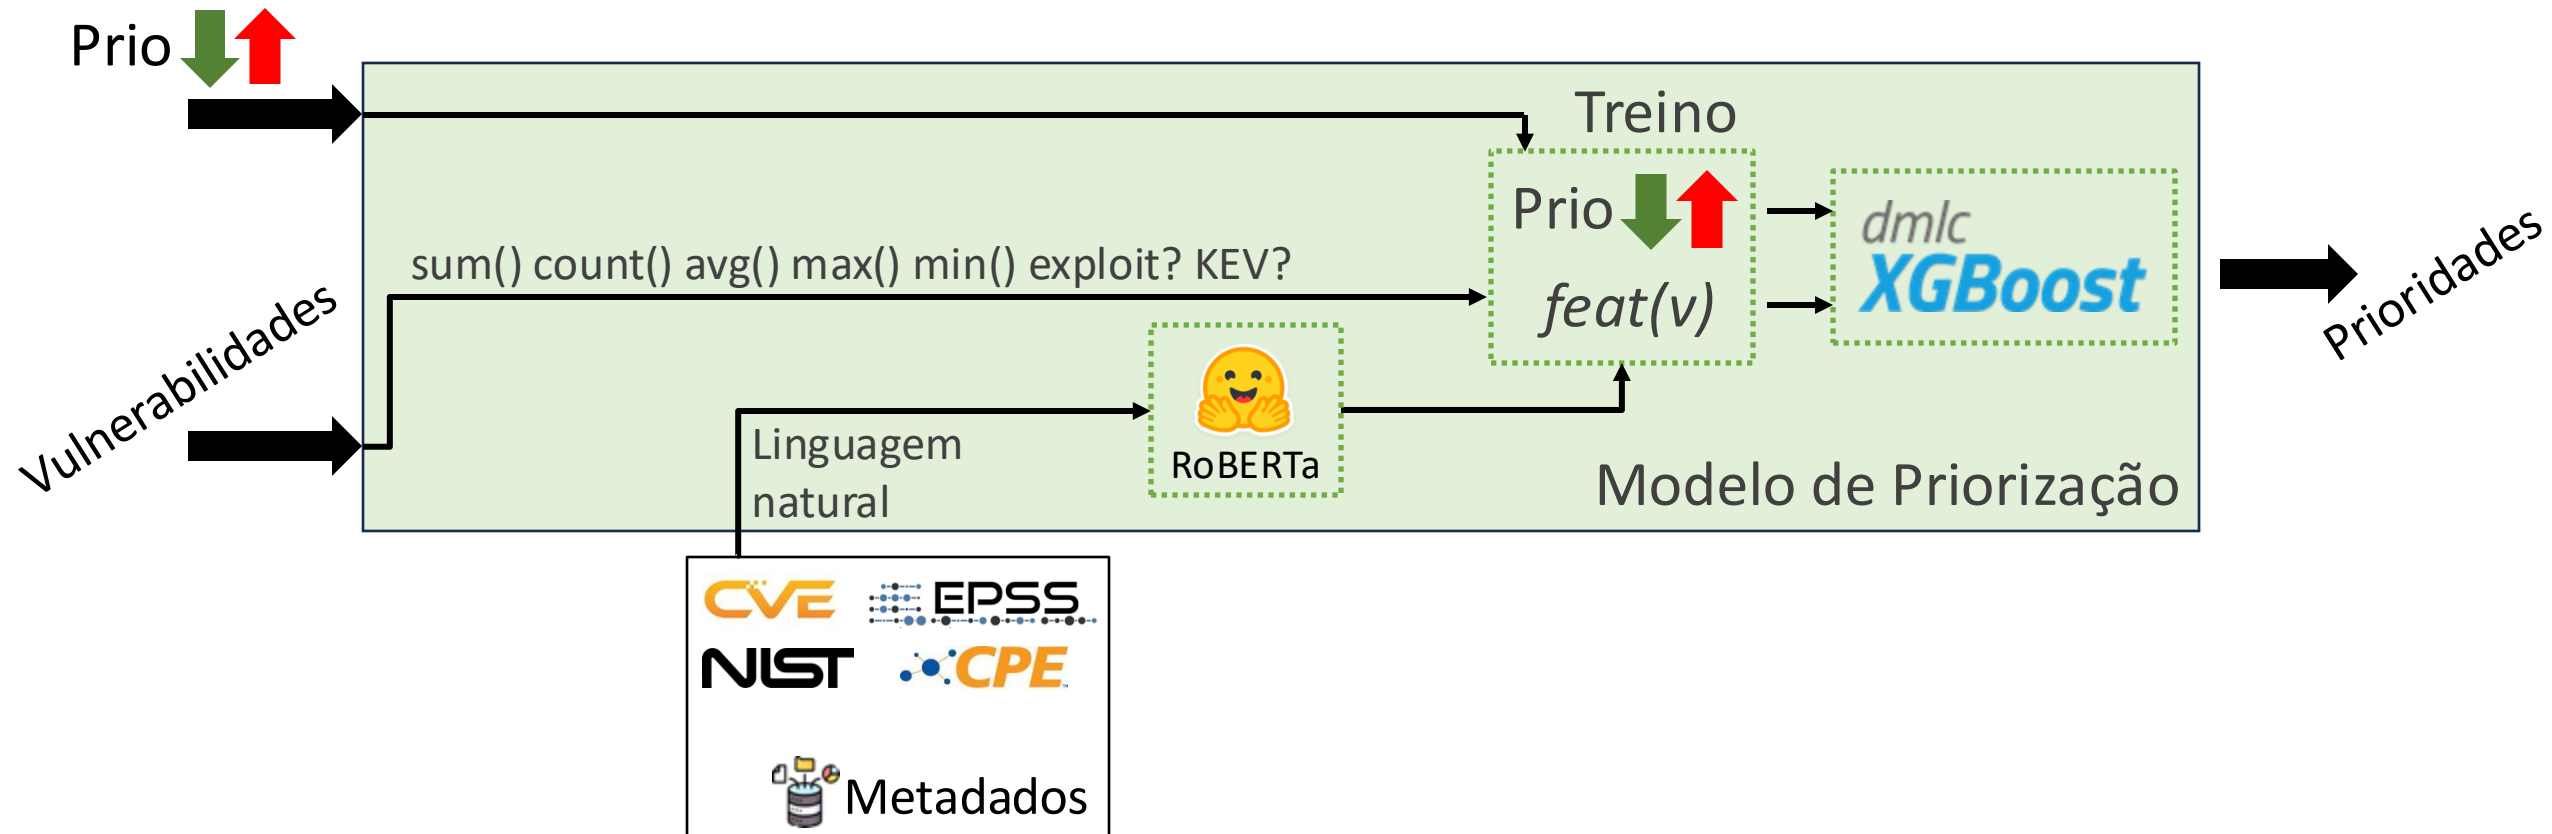 Prio
Treino
Prio
dmlc
XGBoost
sum() count() avg() max() min() exploit? KEV?
feat(v)
Vulnerabilidades
Prioridades
Linguagem
natural
RoBERTa
Modelo de Priorização
CVE
EPSS
NIST
CPE
Metadados